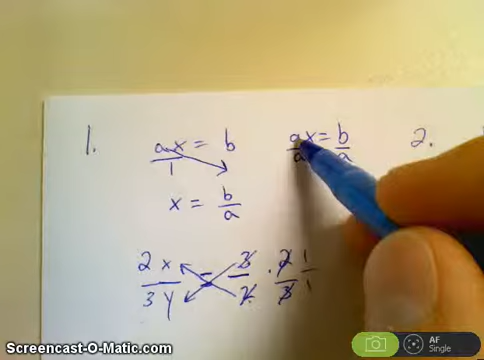 1. ax = b ax = b 2.
1 a a
x = b/a
2x/3y = 3/2 · 2/3 1/1
Screencast-O-Matic.com AF Single